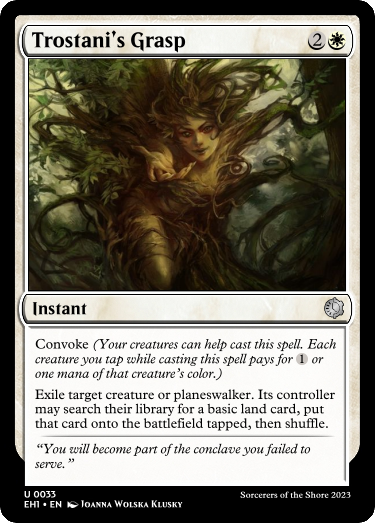 Trostani's Grasp 2
Instant
Convoke (Your creatures can help cast this spell. Each
creature you tap while casting this spell pays for 1 or
one mana of that creature's color.)
Exile target creature or planeswalker. Its controller
may search their library for a basic land card, put
that card onto the battlefield tapped, then shuffle.
“You will become part of the conclave you failed to
serve.”
U 0033
EH1 • EN Joanna Wolska Klusky
Sorcerers of the Shore 2023